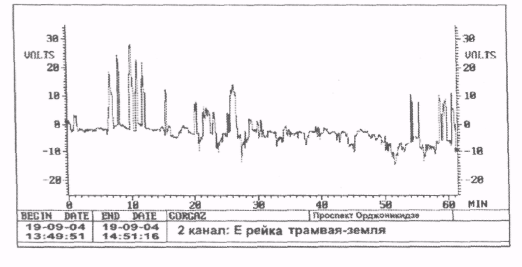 30 30
VOLTS VOLTS
20 20
10 10
0 0
-10 -10
-20 -20
0 10 20 30 40 50 60 MIN
BEGIN DATE END DATE GORGAZ Проспект Орджоникидзе
19-09-04 19-09-04 2 канал: Е рейка трамвая-земля
13:49:51 14:51:16